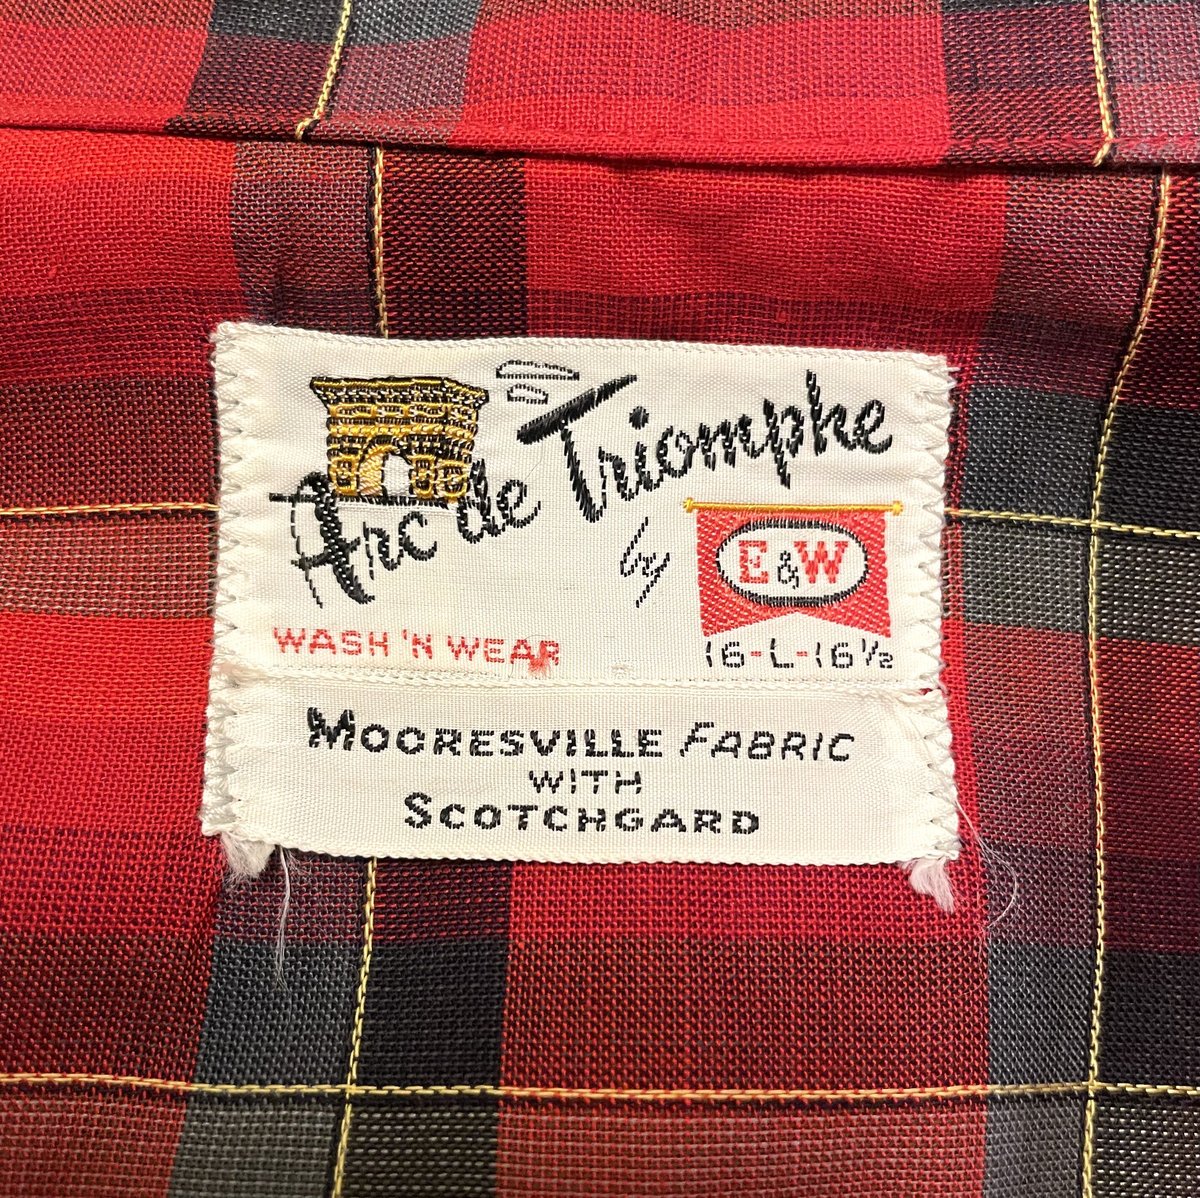 Arc de Triomphe
by E & W
WASH 'N WEAR
16-L-16½
MOORESVILLE FABRIC
WITH
SCOTCHGARD